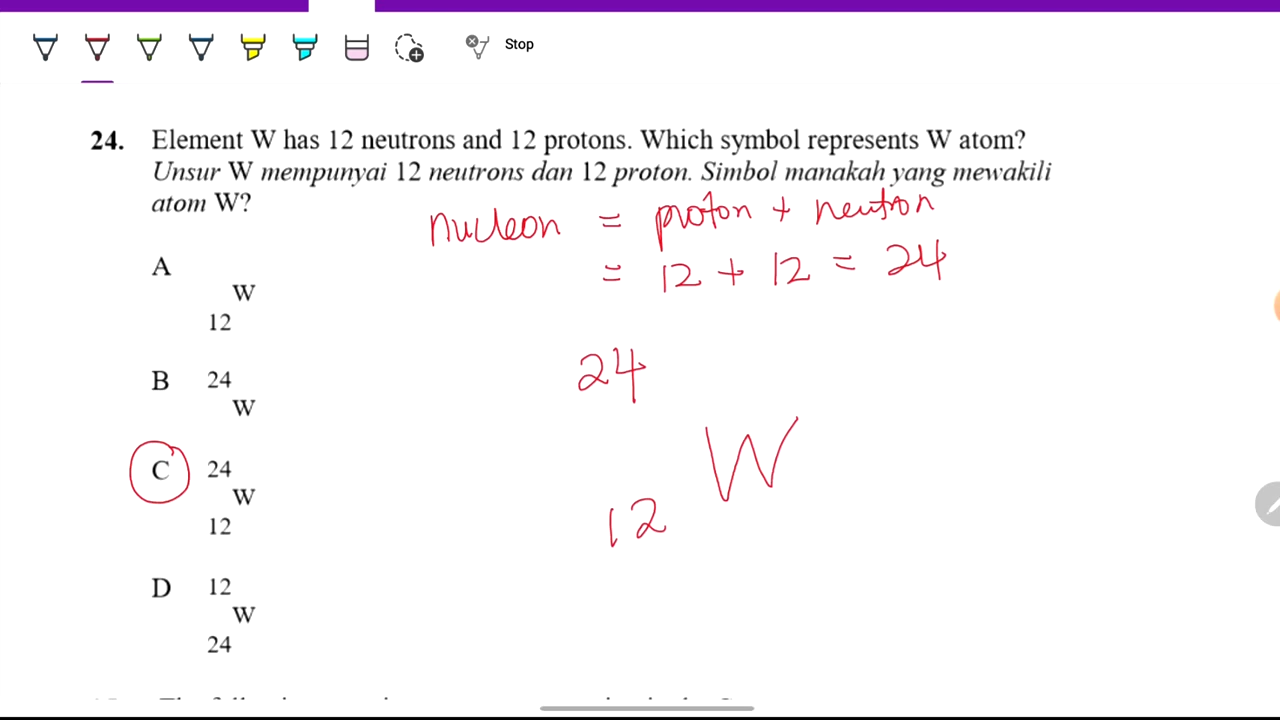 Stop
24. Element W has 12 neutrons and 12 protons. Which symbol represents W atom?
Unsur W mempunyai 12 neutrons dan 12 proton. Simbol manakah yang mewakili
atom W?
nucleon = proton + neutron
= 12 + 12 = 24
A
W
12
B 24
W
C 24
W
12
D 12
W
24
24
W
12